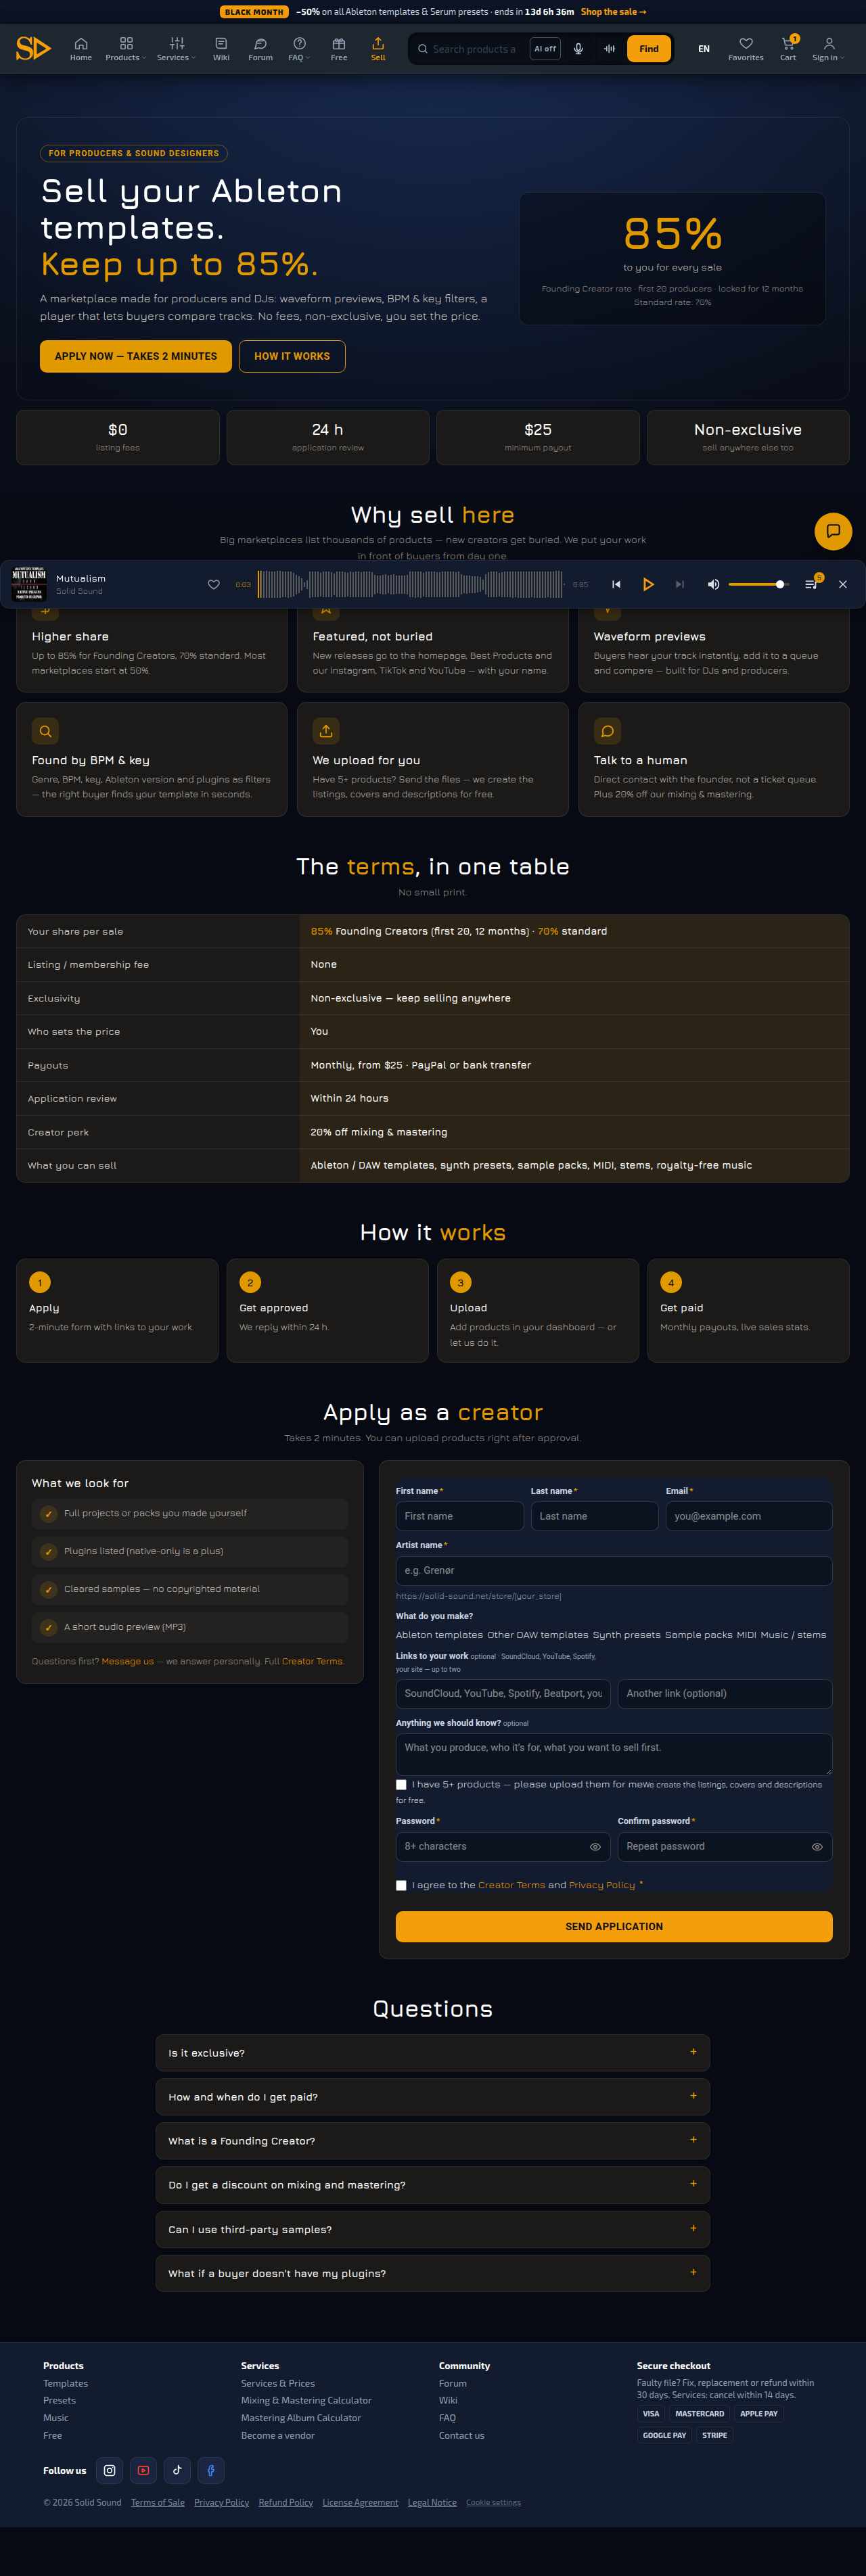 BLACK MONTH −50% on all Ableton templates & Serum presets · ends in 13d 6h 36m Shop the sale →
SD Home Products Services Wiki Forum FAQ Free Sell Search products a AI off Find EN Favorites 1 Cart Sign in
FOR PRODUCERS & SOUND DESIGNERS
Sell your Ableton
templates.
Keep up to 85%.
A marketplace made for producers and DJs: waveform previews, BPM & key filters, a
player that lets buyers compare tracks. No fees, non-exclusive, you set the price.
APPLY NOW — TAKES 2 MINUTES HOW IT WORKS
85%
to you for every sale
Founding Creator rate · first 20 producers · locked for 12 months
Standard rate: 70%
$0
listing fees
24 h
application review
$25
minimum payout
Non-exclusive
sell anywhere else too
Why sell here
Big marketplaces list thousands of products — new creators get buried. We put your work
in front of buyers from day one.
MUTUALISM
Mutualism
Solid Sound
0:03
5:05
5
Higher share
Up to 85% for Founding Creators, 70% standard. Most
marketplaces start at 50%.
Featured, not buried
New releases go to the homepage, Best Products and
our Instagram, TikTok and YouTube — with your name.
Waveform previews
Buyers hear your track instantly, add it to a queue
and compare — built for DJs and producers.
Found by BPM & key
Genre, BPM, key, Ableton version and plugins as filters
— the right buyer finds your template in seconds.
We upload for you
Have 5+ products? Send the files — we create the
listings, covers and descriptions for free.
Talk to a human
Direct contact with the founder, not a ticket queue.
Plus 20% off our mixing & mastering.
The terms, in one table
No small print.
Your share per sale 85% Founding Creators (first 20, 12 months) · 70% standard
Listing / membership fee None
Exclusivity Non-exclusive — keep selling anywhere
Who sets the price You
Payouts Monthly, from $25 · PayPal or bank transfer
Application review Within 24 hours
Creator perk 20% off mixing & mastering
What you can sell Ableton / DAW templates, synth presets, sample packs, MIDI, stems, royalty-free music
How it works
1
Apply
2-minute form with links to your work.
2
Get approved
We reply within 24 h.
3
Upload
Add products in your dashboard — or
let us do it.
4
Get paid
Monthly payouts, live sales stats.
Apply as a creator
Takes 2 minutes. You can upload products right after approval.
What we look for
✓ Full projects or packs you made yourself
✓ Plugins listed (native-only is a plus)
✓ Cleared samples — no copyrighted material
✓ A short audio preview (MP3)
Questions first? Message us — we answer personally. Full Creator Terms.
First name * Last name * Email *
First name Last name you@example.com
Artist name *
e.g. Grenør
https://solid-sound.net/store/[your_store]
What do you make?
Ableton templates Other DAW templates Synth presets Sample packs MIDI Music / stems
Links to your work optional · SoundCloud, YouTube, Spotify,
your site — up to two
SoundCloud, YouTube, Spotify, Beatport, you Another link (optional)
Anything we should know? optional
What you produce, who it's for, what you want to sell first.
I have 5+ products — please upload them for meWe create the listings, covers and descriptions
for free.
Password * Confirm password *
8+ characters Repeat password
I agree to the Creator Terms and Privacy Policy *
SEND APPLICATION
Questions
Is it exclusive? +
How and when do I get paid? +
What is a Founding Creator? +
Do I get a discount on mixing and mastering? +
Can I use third-party samples? +
What if a buyer doesn't have my plugins? +
Products
Templates
Presets
Music
Free
Services
Services & Prices
Mixing & Mastering Calculator
Mastering Album Calculator
Become a vendor
Community
Forum
Wiki
FAQ
Contact us
Secure checkout
Faulty file? Fix, replacement or refund within
30 days. Services: cancel within 14 days.
VISA MASTERCARD APPLE PAY
GOOGLE PAY STRIPE
Follow us
© 2026 Solid Sound Terms of Sale Privacy Policy Refund Policy License Agreement Legal Notice Cookie settings